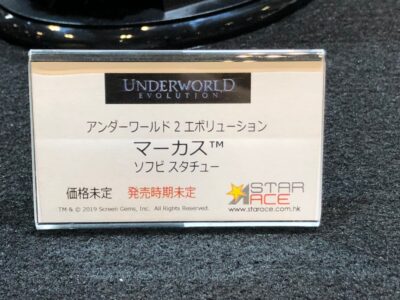 UNDERWORLD
EVOLUTION
アンダーワールド 2 エボリューション
マーカス™
ソフビ スタチュー
価格未定 発売時期未定
STAR ACE
TM & © 2019 Screen Gems, Inc. All Rights Reserved.
www.starace.com.hk